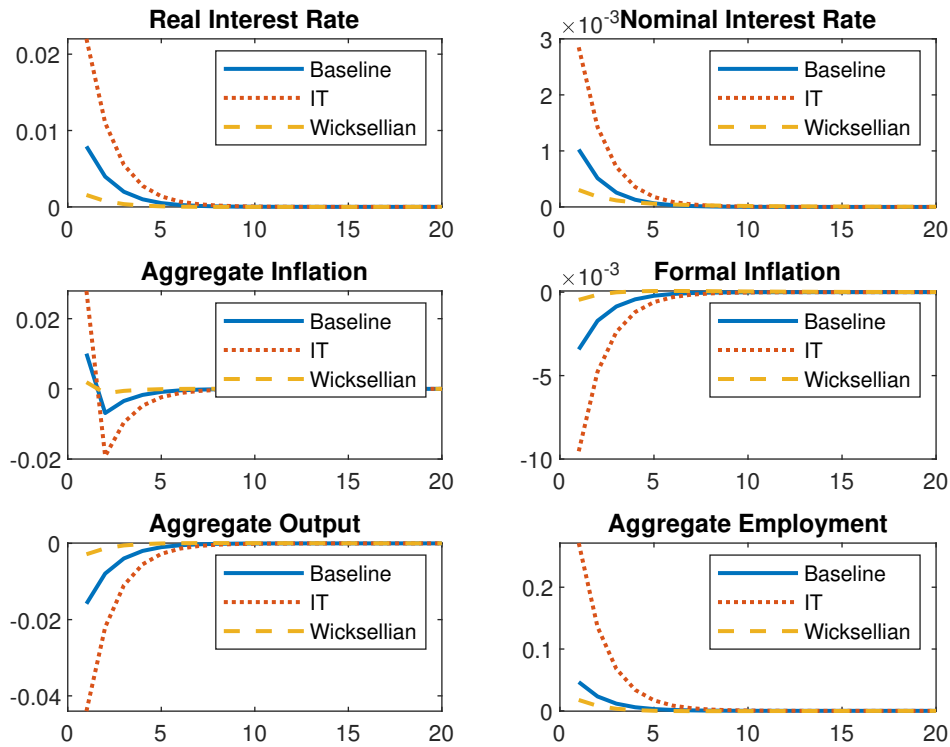 Real Interest Rate
0.02
0.01
0
0 5 10 15 20
Baseline
IT
Wicksellian
×10⁻³ Nominal Interest Rate
3
2
1
0
0 5 10 15 20
Baseline
IT
Wicksellian
Aggregate Inflation
0.02
0
-0.02
0 5 10 15 20
Baseline
IT
Wicksellian
×10⁻³ Formal Inflation
0
-5
-10
0 5 10 15 20
Baseline
IT
Wicksellian
Aggregate Output
0
-0.02
-0.04
0 5 10 15 20
Baseline
IT
Wicksellian
Aggregate Employment
0.2
0.1
0
0 5 10 15 20
Baseline
IT
Wicksellian